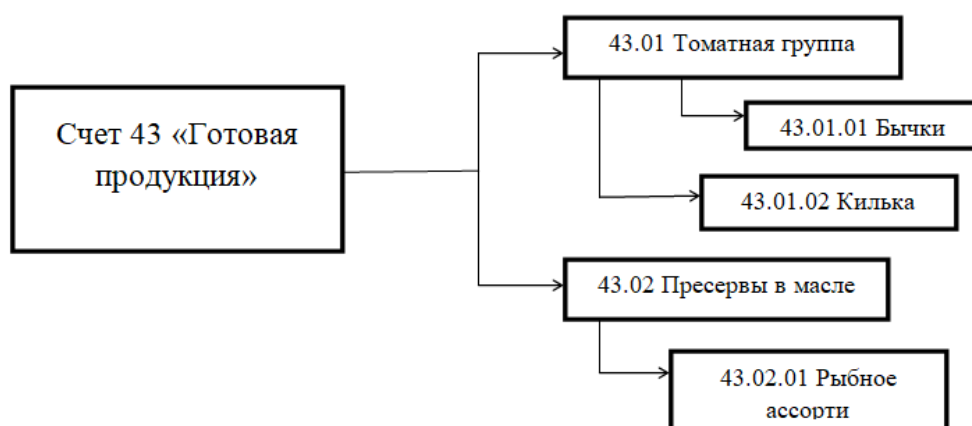 43.01 Томатная группа
Счет 43 «Готовая
продукция»
43.01.01 Бычки
43.01.02 Килька
43.02 Пресервы в масле
43.02.01 Рыбное
ассорти